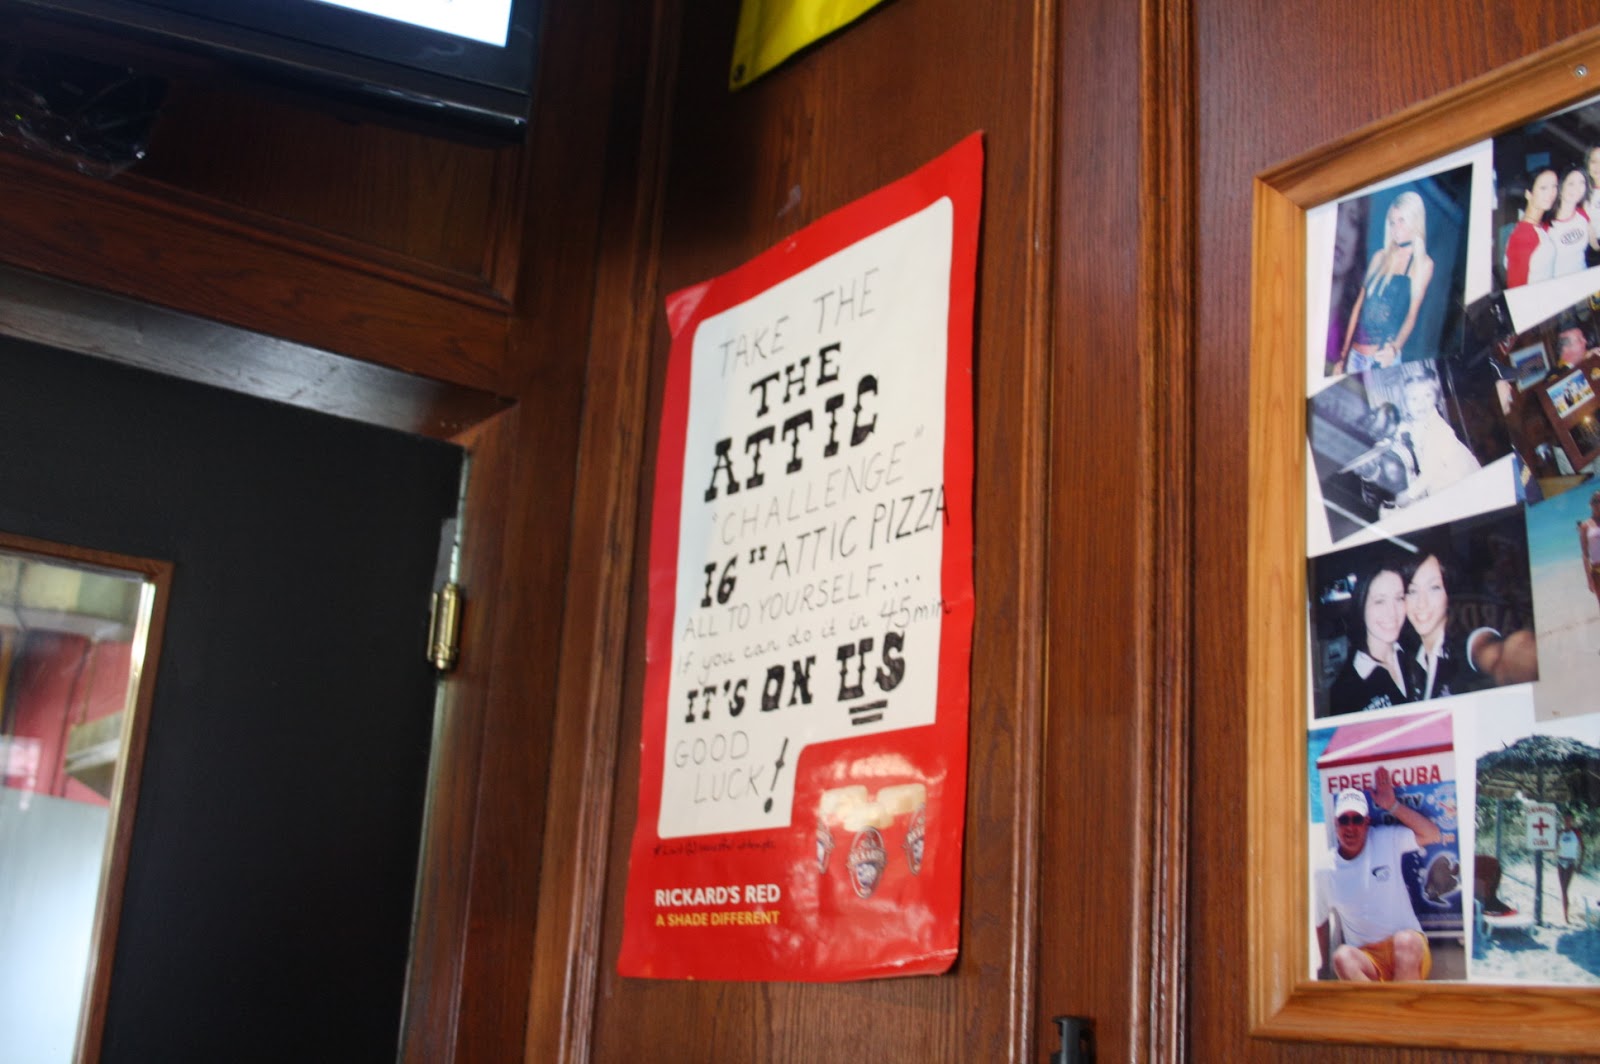 TAKE THE
THE
ATTIC
"CHALLENGE"
16" ATTIC PIZZA
ALL TO YOURSELF....
If you can do it in 45min
IT'S ON US
GOOD
LUCK!
RICKARD'S RED
A SHADE DIFFERENT
FREE CUBA
CUBA